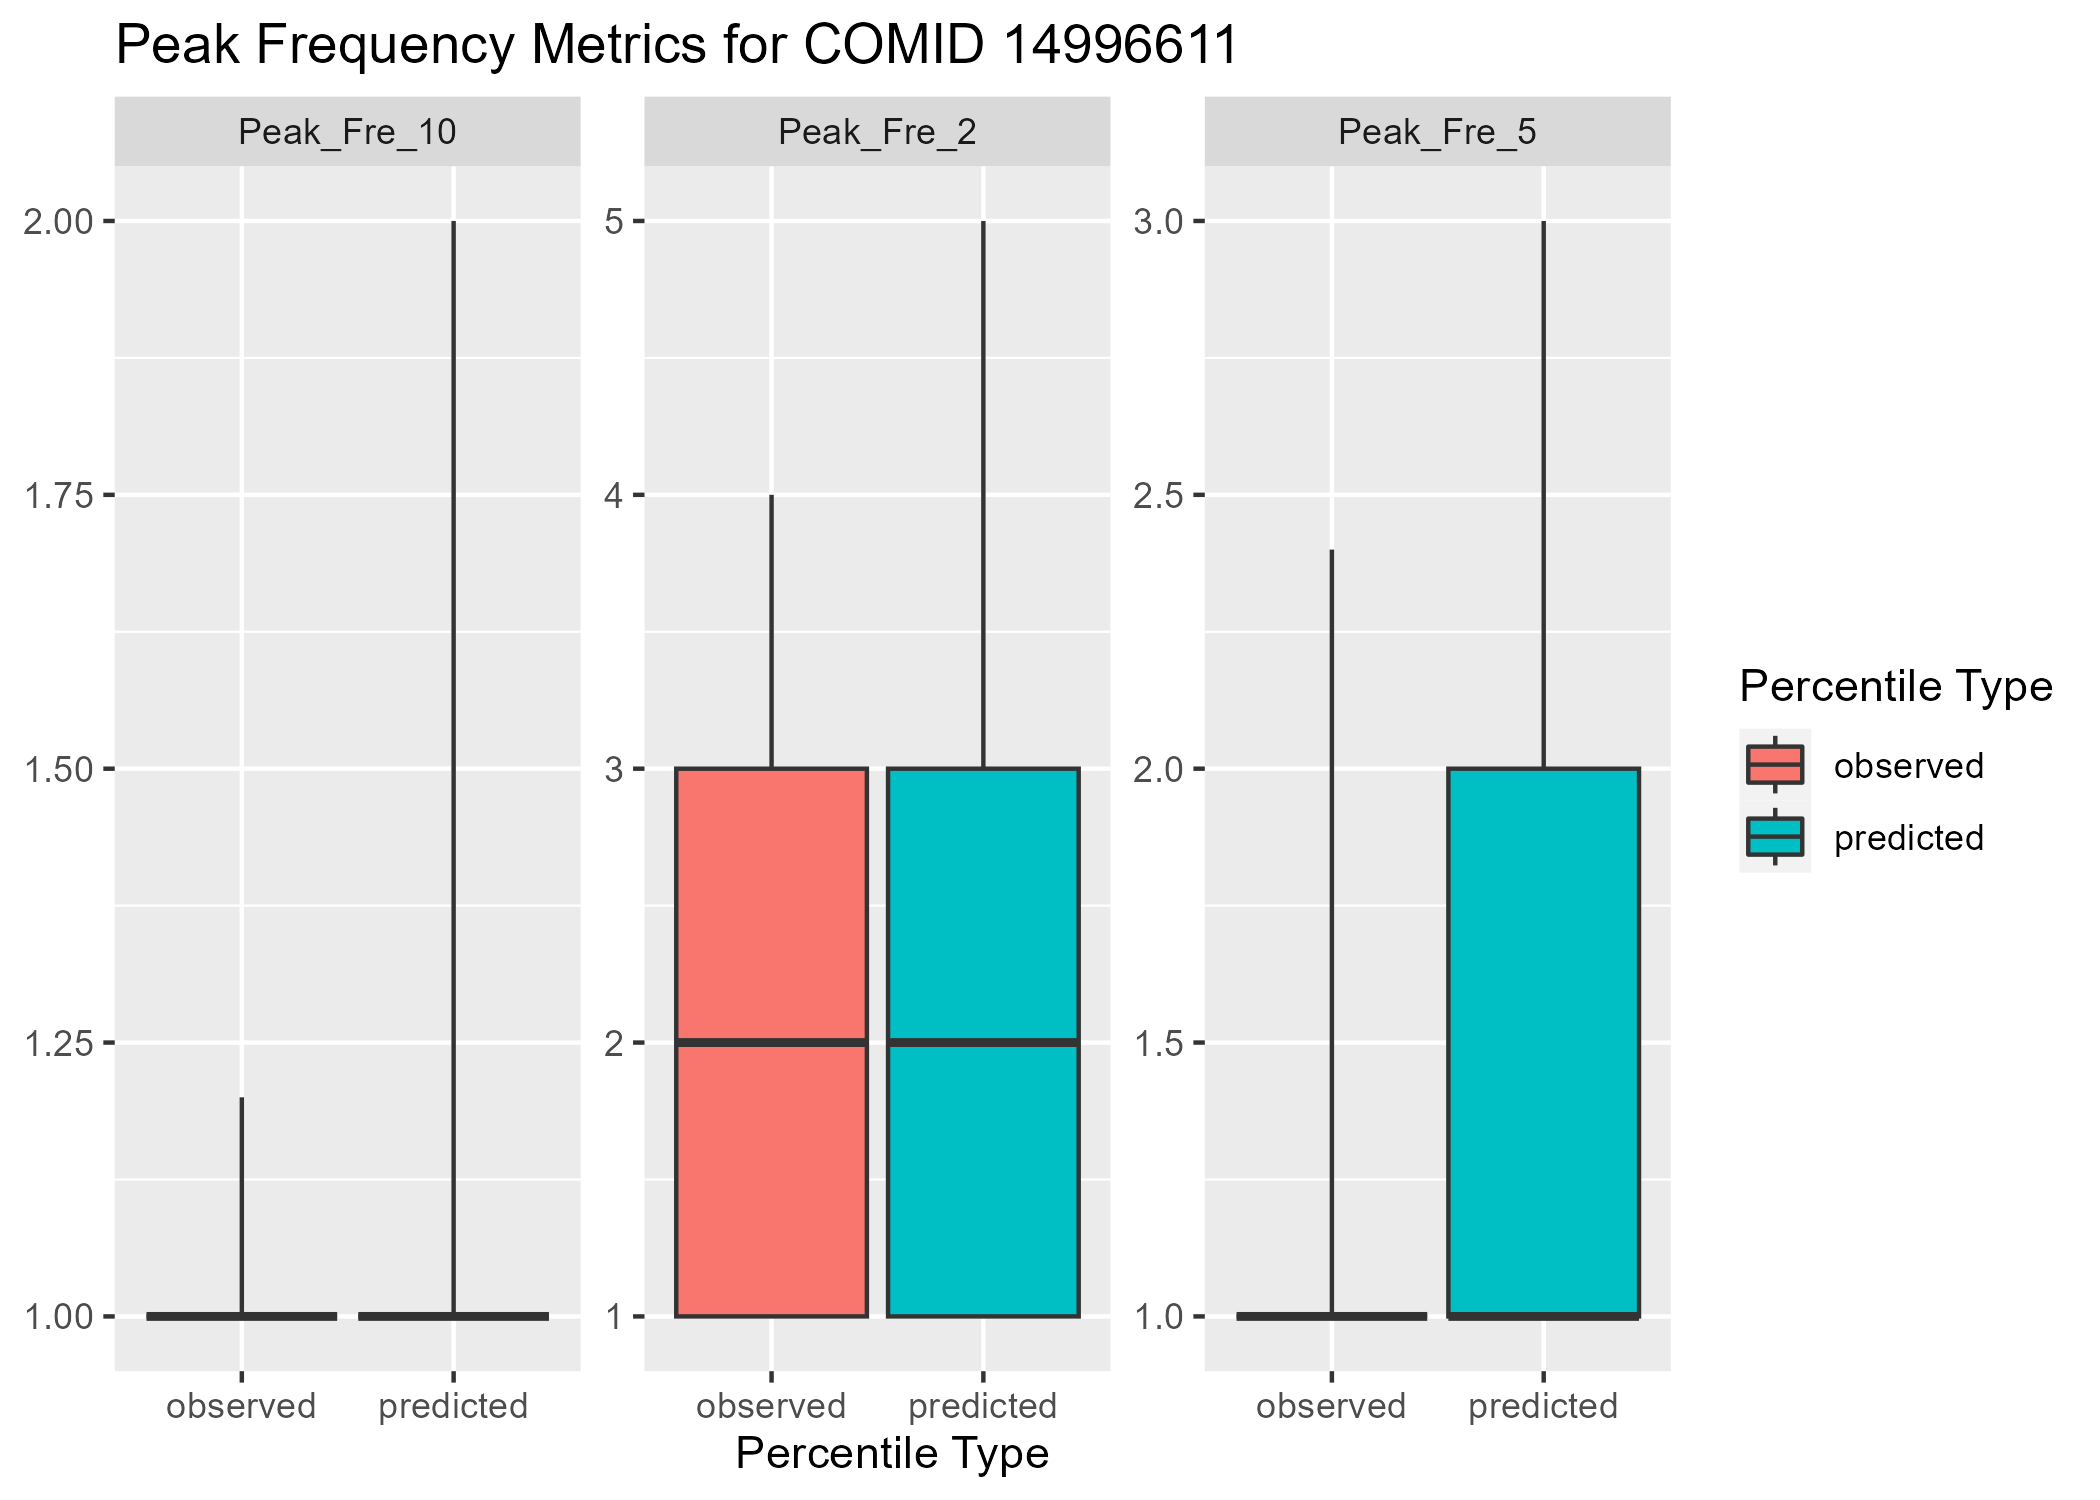 Peak Frequency Metrics for COMID 14996611
Peak_Fre_10
Peak_Fre_2
Peak_Fre_5
2.00
1.75
1.50
1.25
1.00
5
4
3
2
1
3.0
2.5
2.0
1.5
1.0
observed
predicted
observed
predicted
observed
predicted
Percentile Type
Percentile Type
observed
predicted